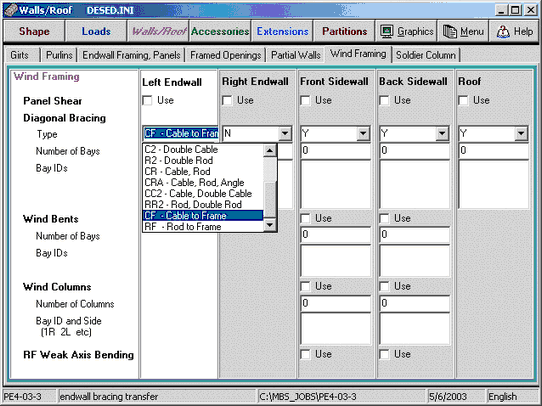 Walls/Roof DESED.INI
Shape Loads Walls/Roof Accessories Extensions Partitions Graphics Menu Help
Girts Purlins Endwall Framing, Panels Framed Openings Partial Walls Wind Framing Soldier Column
Wind Framing Left Endwall Right Endwall Front Sidewall Back Sidewall Roof
Panel Shear Use Use Use Use Use
Diagonal Bracing
Type CF - Cable to Fram N Y Y Y
Number of Bays 0 0 0
Bay IDs
C2 - Double Cable
R2 - Double Rod
CR - Cable, Rod
CRA - Cable, Rod, Angle
CC2 - Cable, Double Cable
RR2 - Rod, Double Rod
CF - Cable to Frame
RF - Rod to Frame
Wind Bents Use Use
Number of Bays 0 0
Bay IDs
Wind Columns Use Use
Number of Columns 0 0
Bay ID and Side
(1R 2L etc)
RF Weak Axis Bending Use Use
PE4-03-3 endwall bracing transfer C:\MBS_JOBS\PE4-03-3 5/6/2003 English